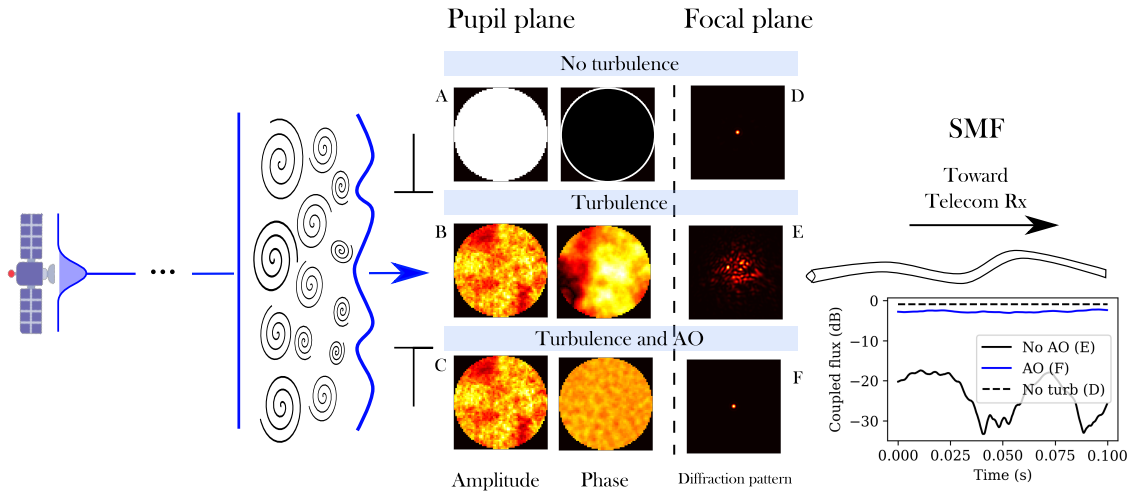 Pupil plane
Focal plane
No turbulence
A
D
Turbulence
B
E
Turbulence and AO
C
F
Amplitude
Phase
Diffraction pattern
...
SMF
Toward
Telecom Rx
Coupled flux (dB)
0
−10
−20
−30
No AO (E)
AO (F)
No turb (D)
0.000
0.025
0.050
0.075
0.100
Time (s)